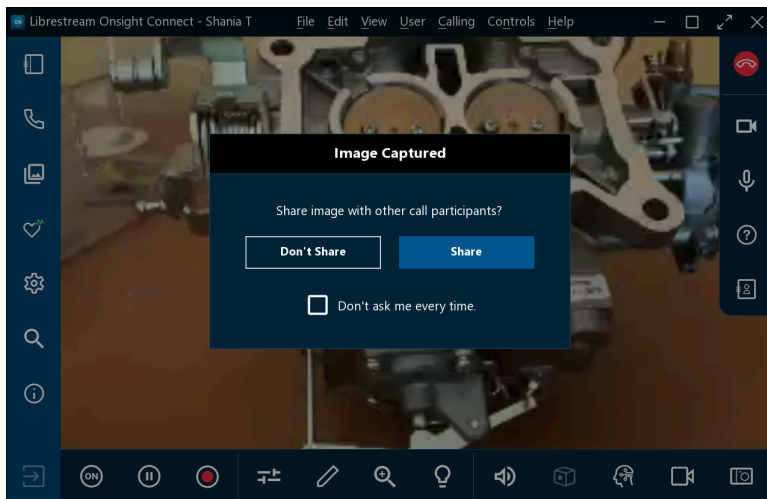 ON Librestream Onsight Connect - Shania T File Edit View User Calling Controls Help
Image Captured
Share image with other call participants?
Don't Share Share
Don't ask me every time.
ON